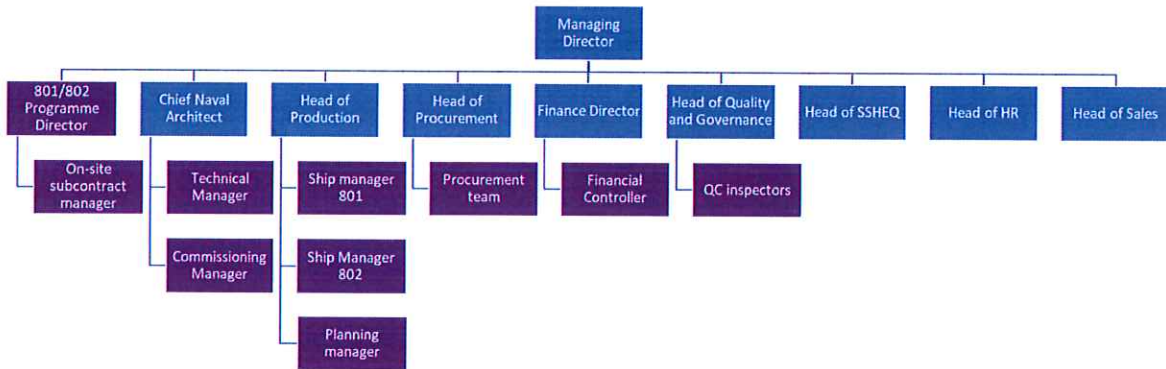 Managing
Director
801/802
Programme
Director
Chief Naval
Architect
Head of
Production
Head of
Procurement
Finance Director
Head of Quality
and Governance
Head of SSHEQ
Head of HR
Head of Sales
On-site
subcontract
manager
Technical
Manager
Ship manager
801
Procurement
team
Financial
Controller
QC inspectors
Commissioning
Manager
Ship Manager
802
Planning
manager